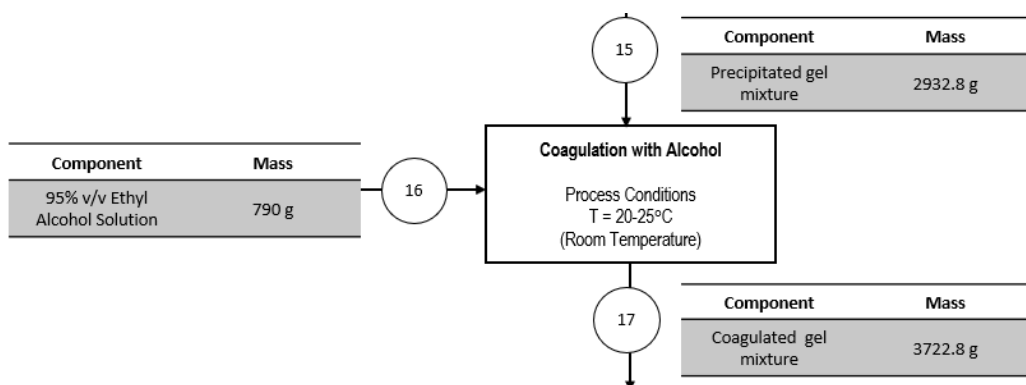 15
Component Mass
Precipitated gel
mixture
2932.8 g
Coagulation with Alcohol
Process Conditions
T = 20-25°C
(Room Temperature)
Component Mass
95% v/v Ethyl
Alcohol Solution
790 g
16
17
Component Mass
Coagulated gel
mixture
3722.8 g